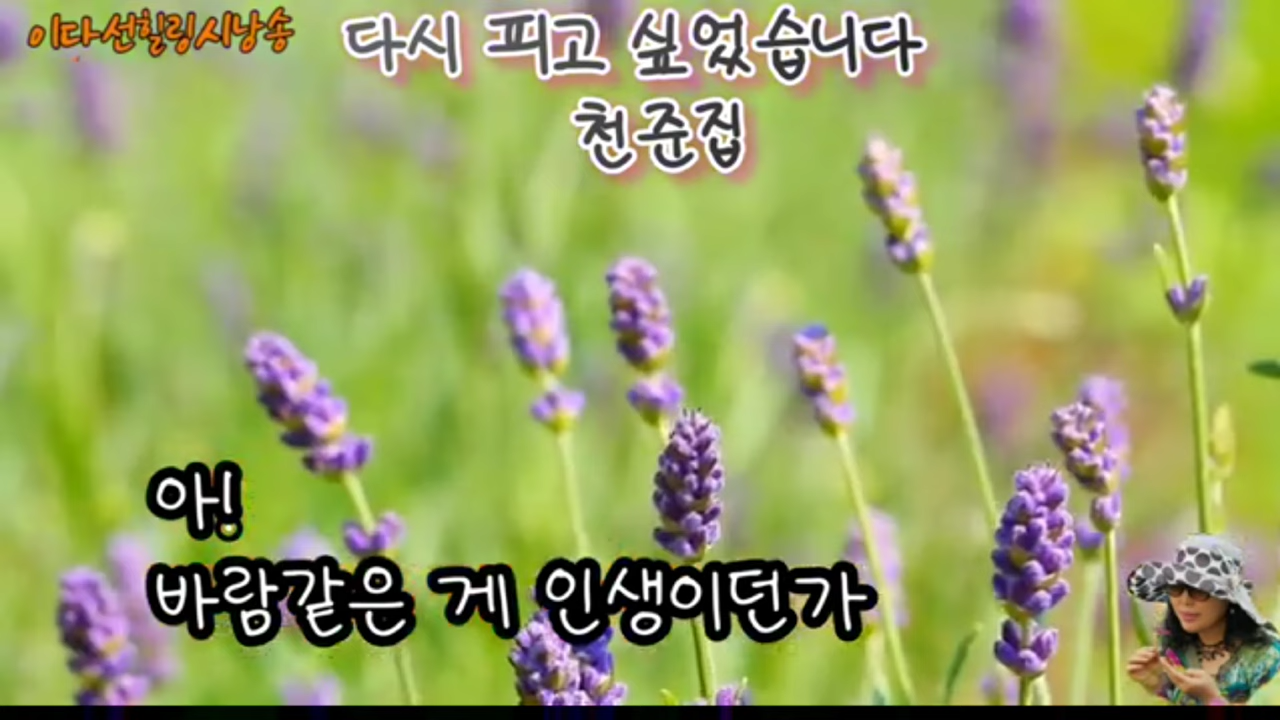 이다선힐링시낭송
다시 피고 싶었습니다
천준집
아!
바람같은 게 인생이던가